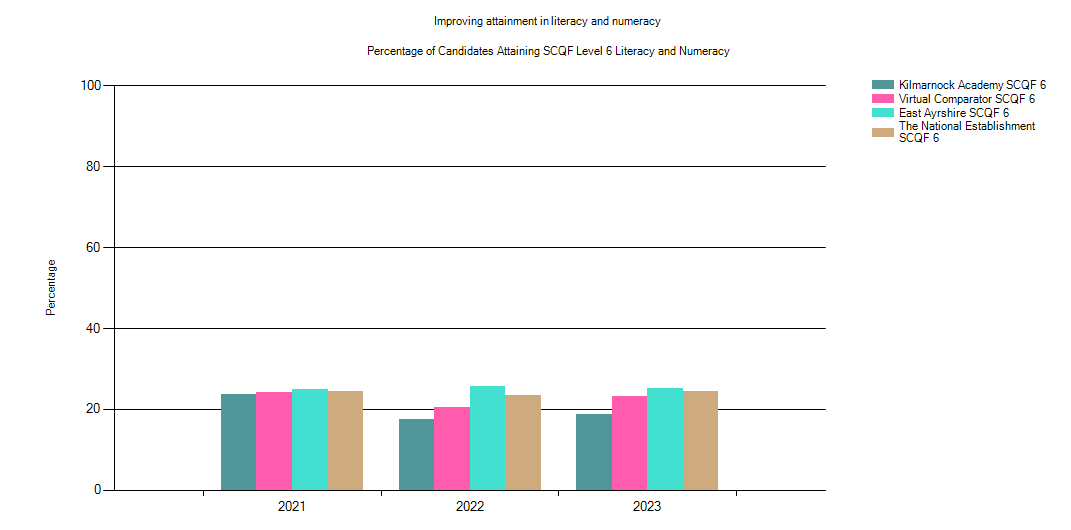 Improving attainment in literacy and numeracy
Percentage of Candidates Attaining SCQF Level 6 Literacy and Numeracy
Kilmarnock Academy SCQF 6
Virtual Comparator SCQF 6
East Ayrshire SCQF 6
The National Establishment
SCQF 6
Percentage
100
80
60
40
20
0
2021 2022 2023